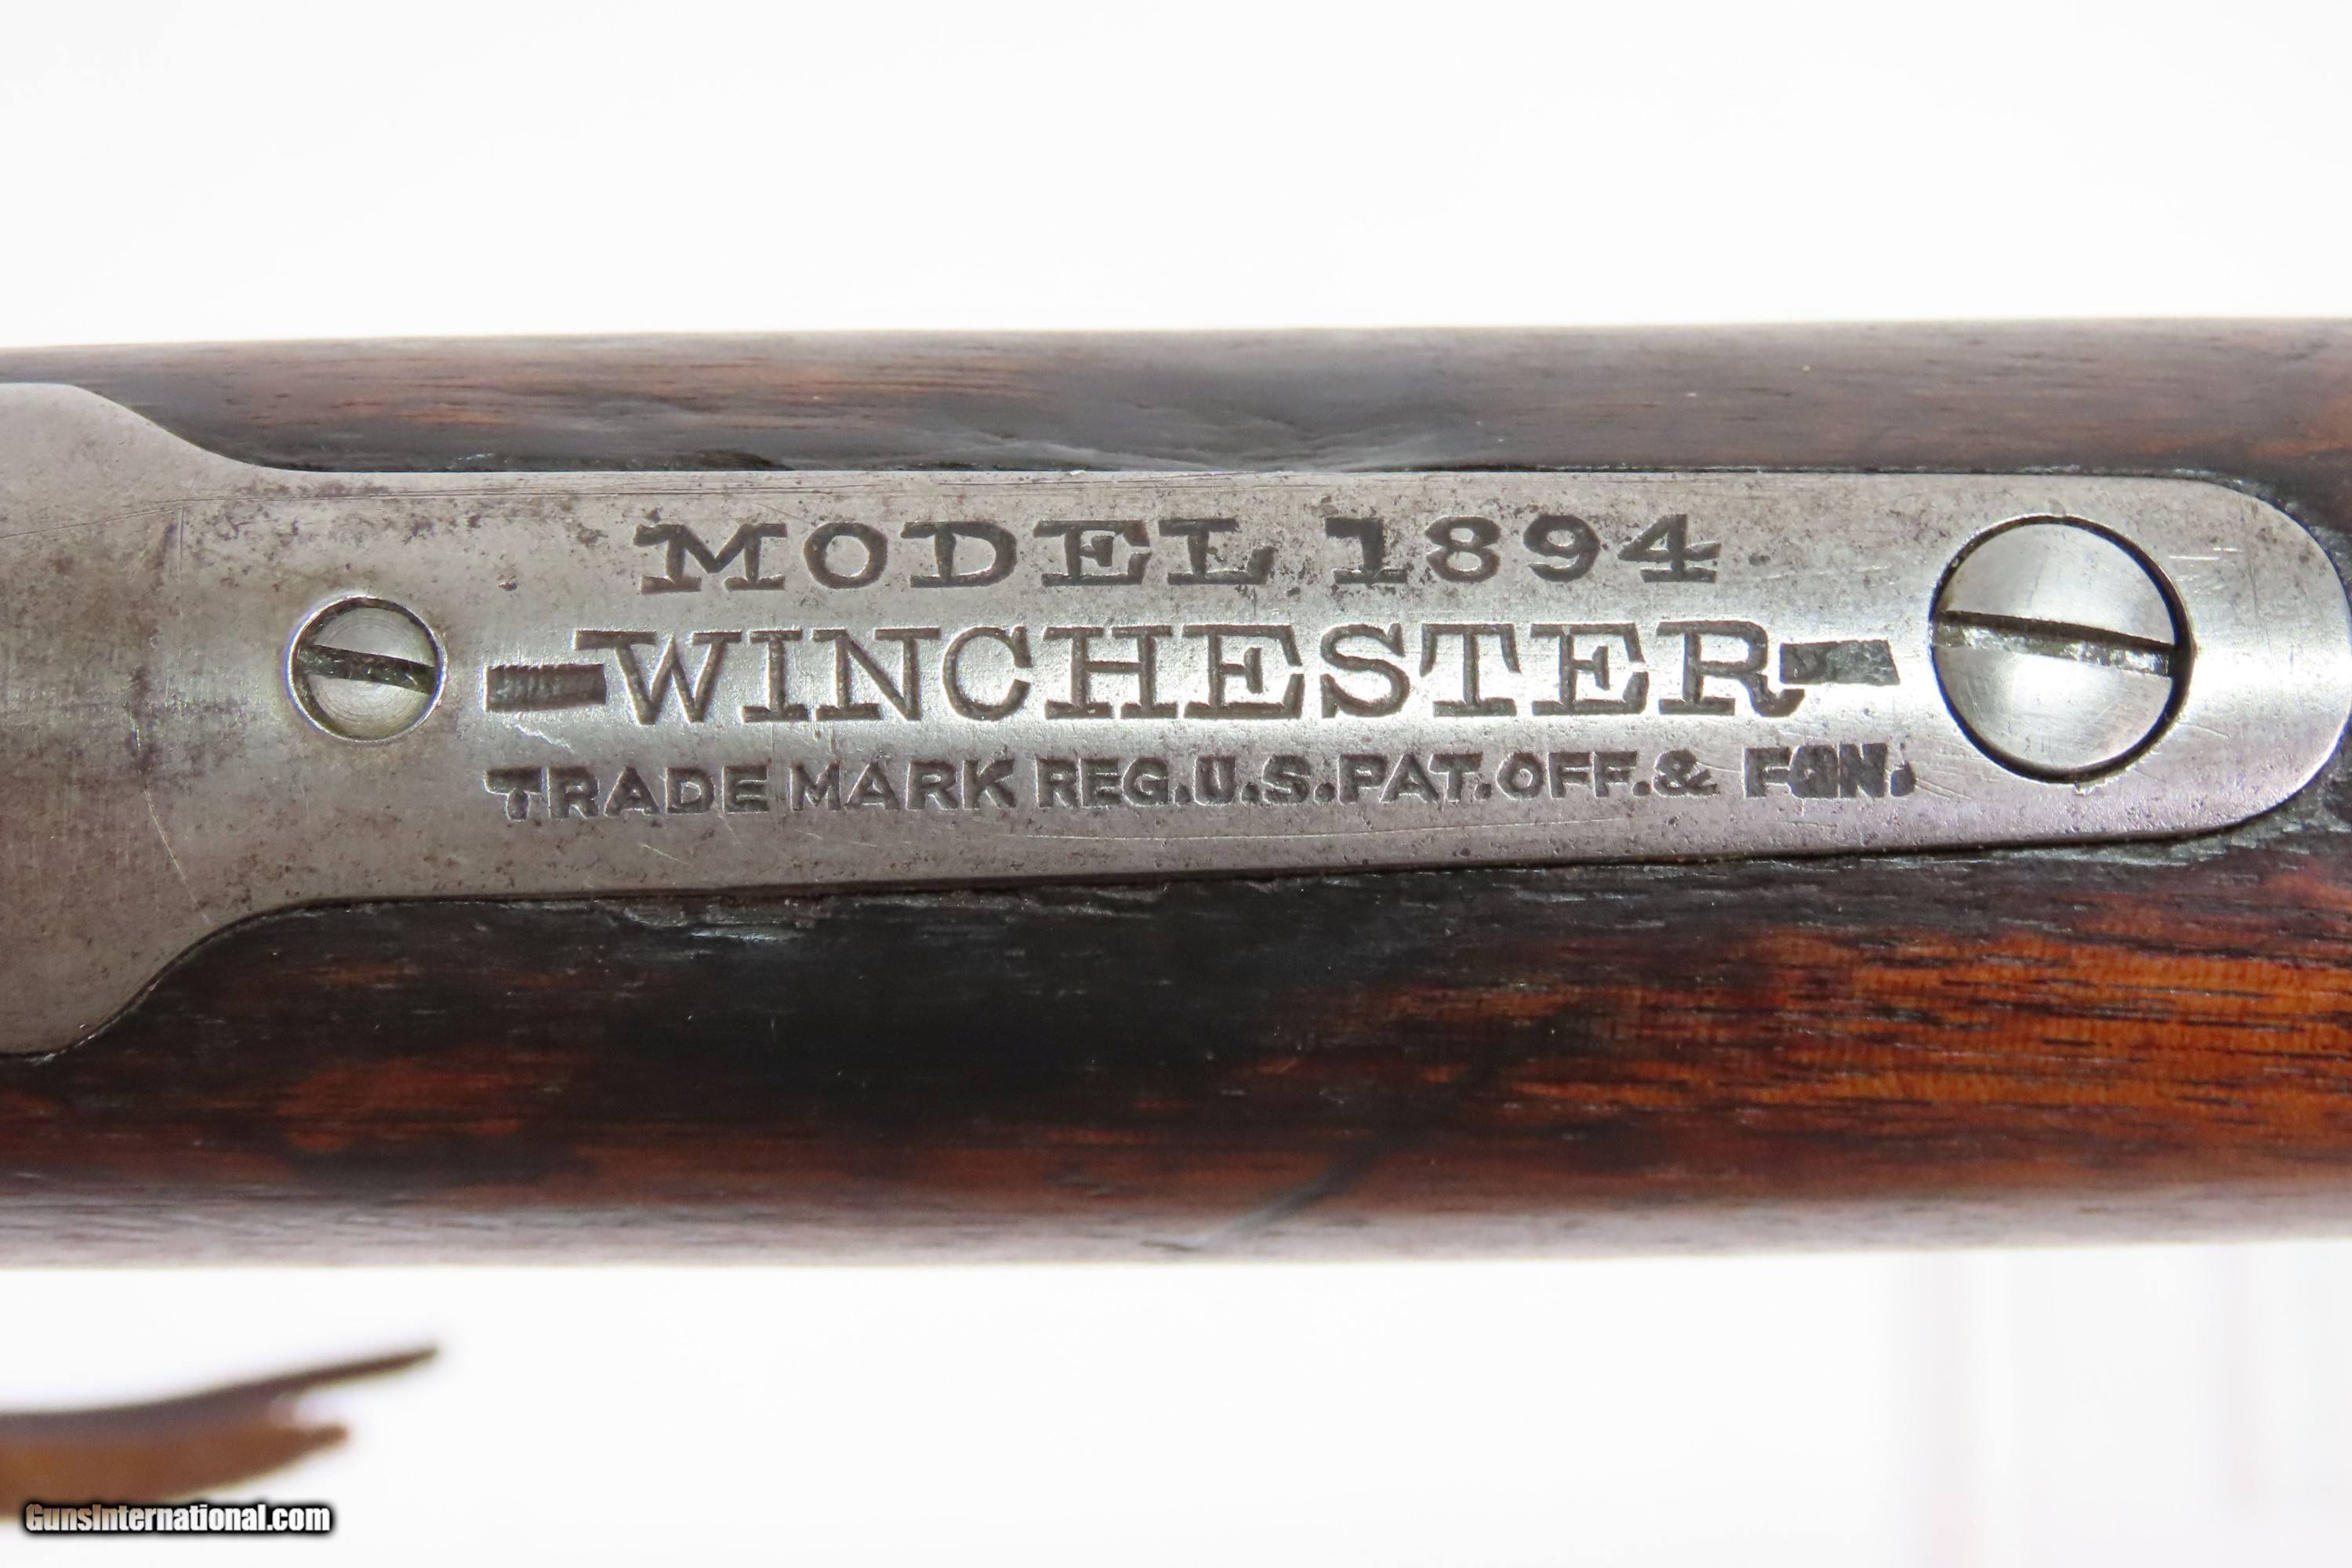 MODEL 1894
-WINCHESTER-
TRADE MARK REG.U.S.PAT.OFF.& FGN.
GunsInternational.com